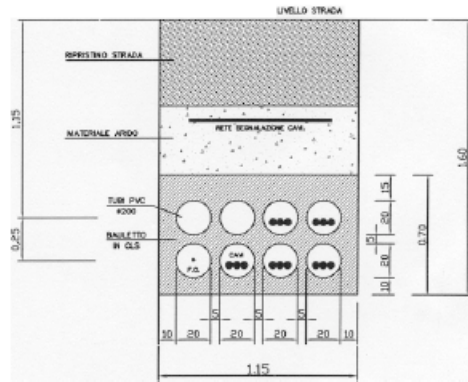 LIVELLO STRADA
RIPRISTINO STRADA
RETE SEGNALAZIONE CAVI
MATERIALE ARIDO
TUBI PVC
ø200
BAULETTO
IN CLS
F.O.
CAVI
1.35
0.25
1.60
0.70
15
20
5
20
10
5
5
5
10
20
20
20
20
10
1.15